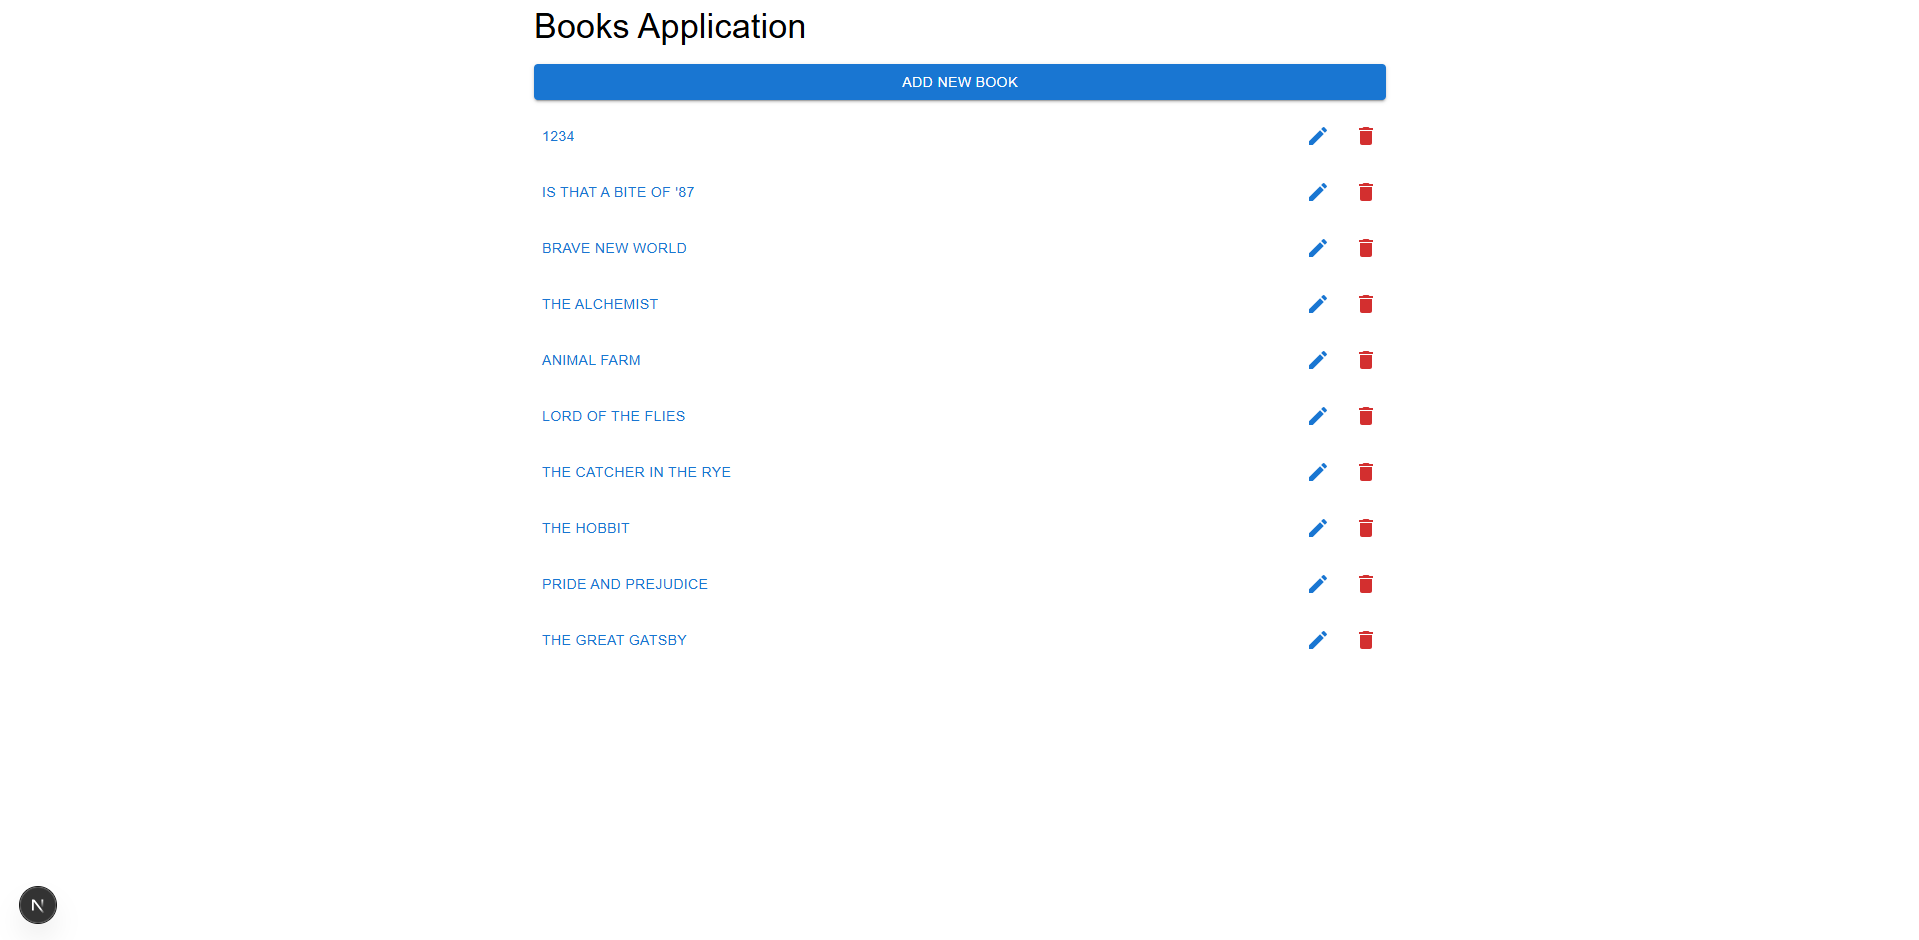 Books Application
ADD NEW BOOK
1234
IS THAT A BITE OF '87
BRAVE NEW WORLD
THE ALCHEMIST
ANIMAL FARM
LORD OF THE FLIES
THE CATCHER IN THE RYE
THE HOBBIT
PRIDE AND PREJUDICE
THE GREAT GATSBY
N